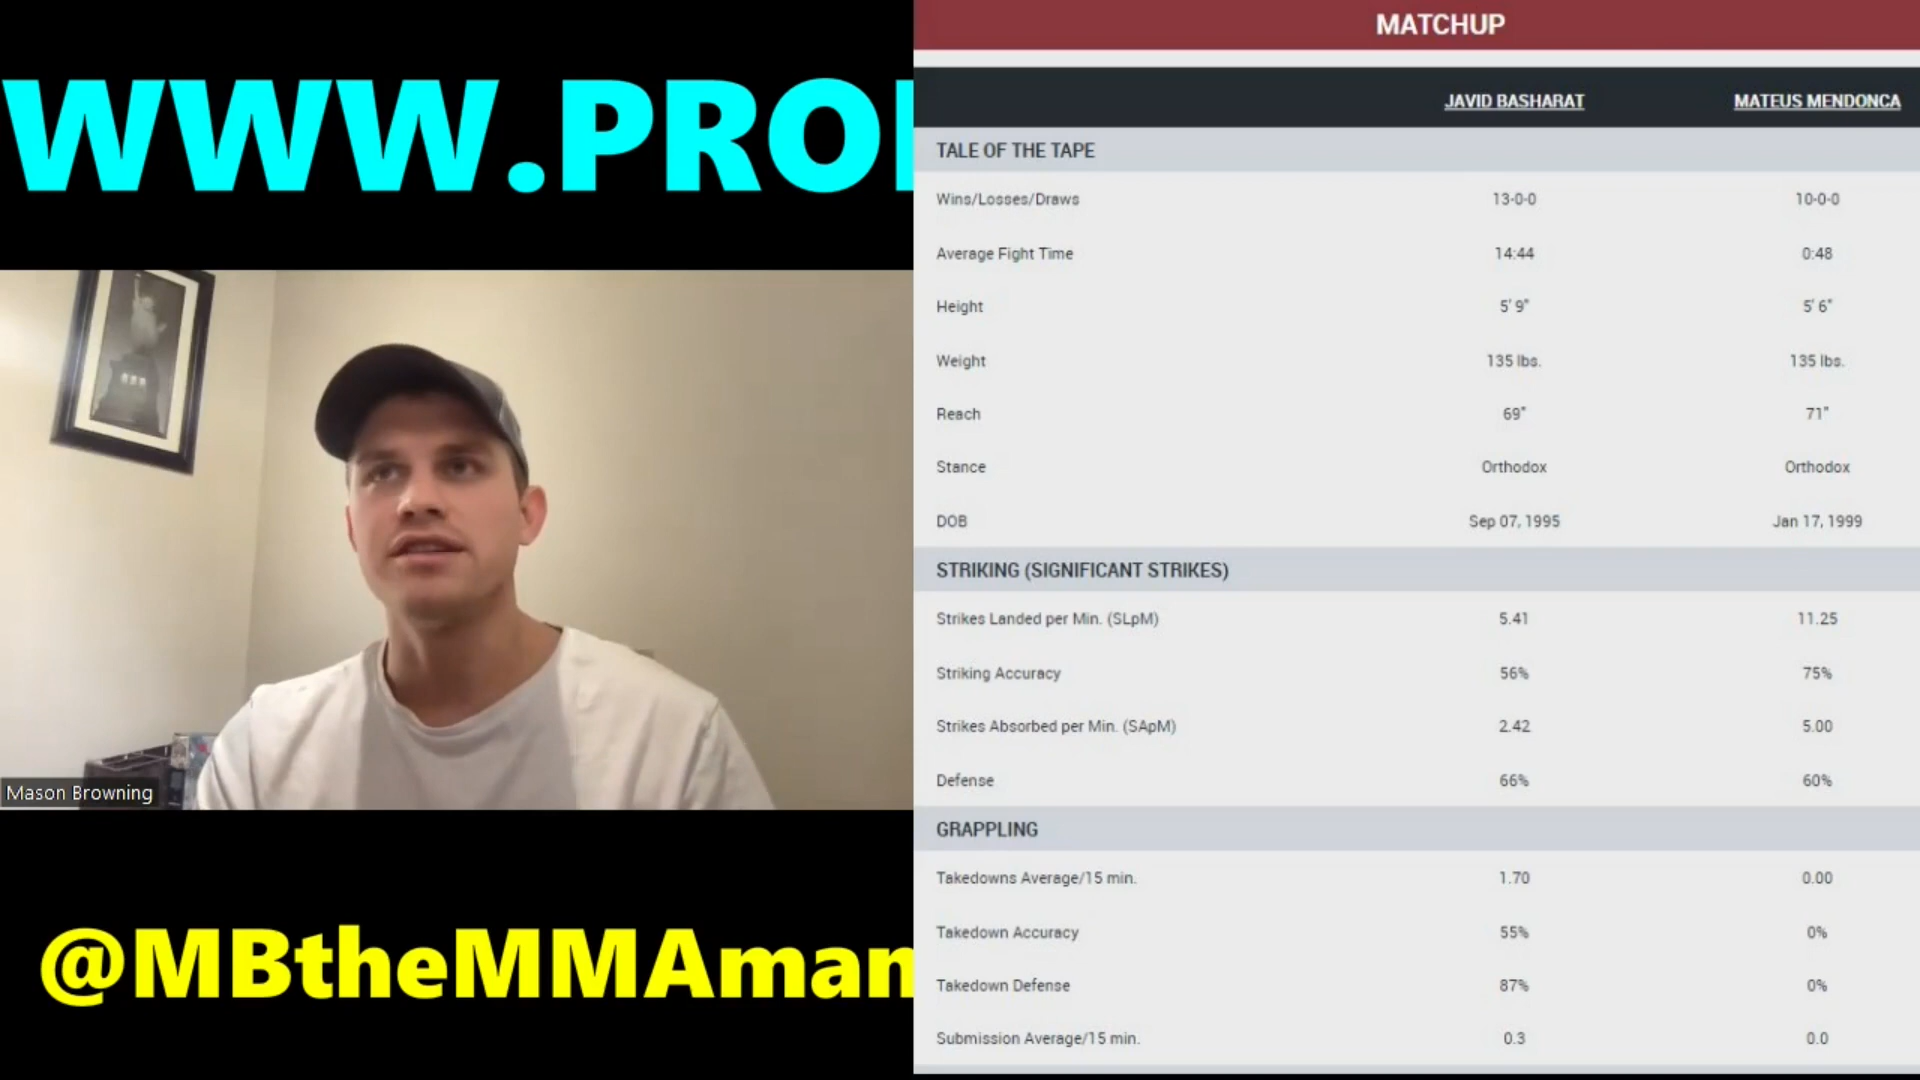 WWW.PRO
Mason Browning
@MBtheMMAman
MATCHUP
JAVID BASHARAT MATEUS MENDONCA
TALE OF THE TAPE
Wins/Losses/Draws 13-0-0 10-0-0
Average Fight Time 14:44 0:48
Height 5' 9" 5' 6"
Weight 135 lbs. 135 lbs.
Reach 69" 71"
Stance Orthodox Orthodox
DOB Sep 07, 1995 Jan 17, 1999
STRIKING (SIGNIFICANT STRIKES)
Strikes Landed per Min. (SLpM) 5.41 11.25
Striking Accuracy 56% 75%
Strikes Absorbed per Min. (SApM) 2.42 5.00
Defense 66% 60%
GRAPPLING
Takedowns Average/15 min. 1.70 0.00
Takedown Accuracy 55% 0%
Takedown Defense 87% 0%
Submission Average/15 min. 0.3 0.0